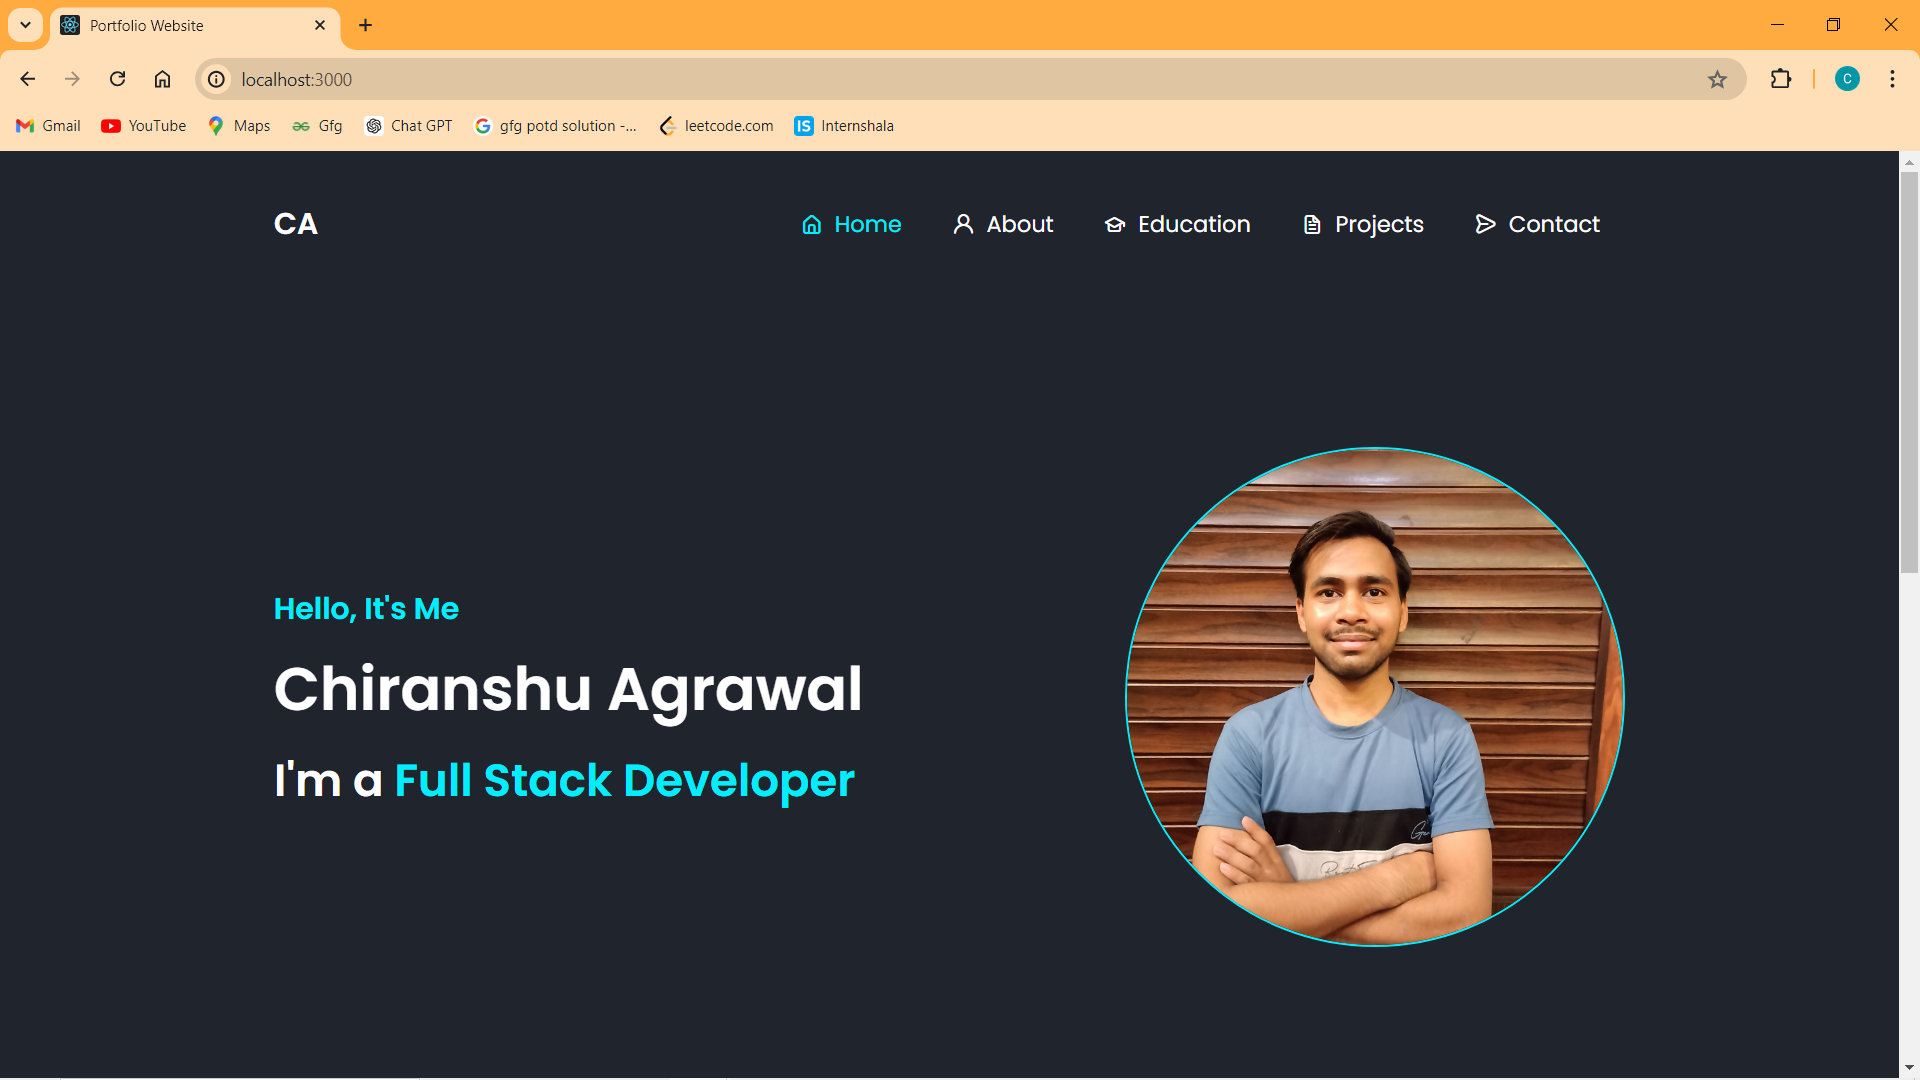 Portfolio Website
localhost:3000
C
Gmail YouTube Maps Gfg Chat GPT gfg potd solution -... leetcode.com IS Internshala
CA Home About Education Projects Contact
Hello, It's Me
Chiranshu Agrawal
I'm a Full Stack Developer